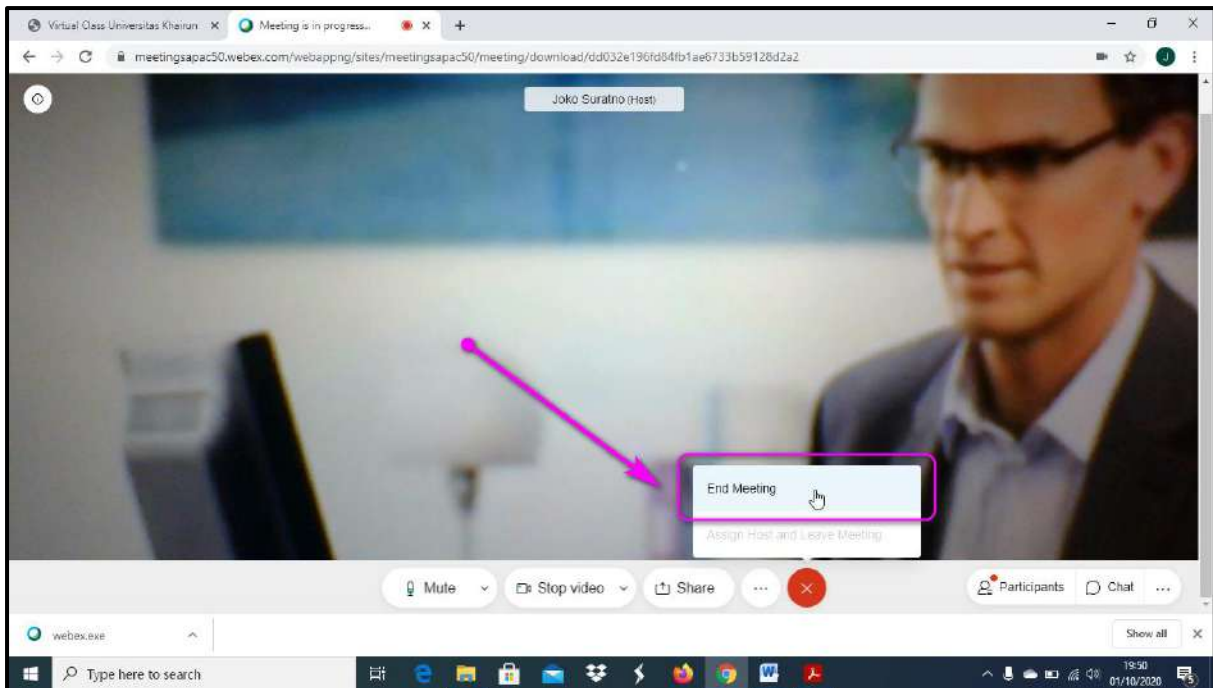 Virtual Class Universitas Khairun
Meeting is in progress...
meetingsapac50.webex.com/webappng/sites/meetingsapac50/meeting/download/dd032e196fd84fb1ae6733b59128d2a2
J
Joko Suratno (Host)
End Meeting
Assign Host and Leave Meeting
Mute
Stop video
Share
Participants
Chat
webex.exe
Show all
Type here to search
19:50
01/10/2020
5